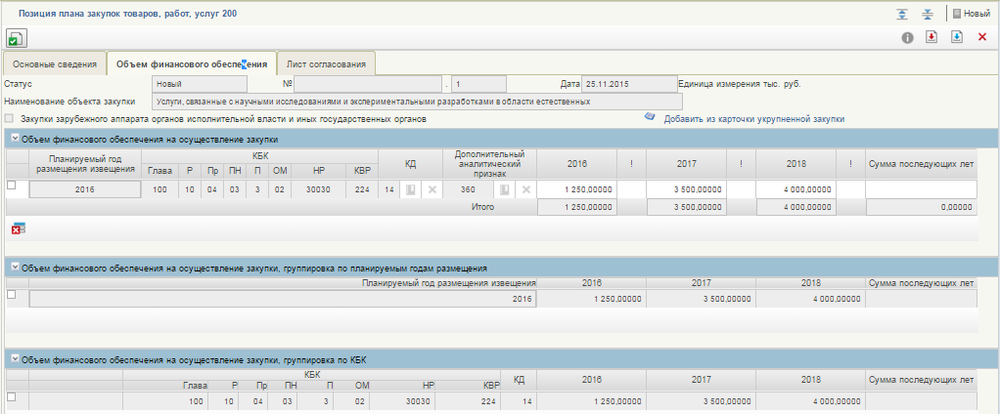 Позиция плана закупок товаров, работ, услуг 200
Новый
Основные сведения Объем финансового обеспечения Лист согласования
Статус Новый № . 1 Дата 25.11.2015 Единица измерения тыс. руб.
Наименование объекта закупки Услуги, связанные с научными исследованиями и экспериментальными разработками в области естественных
Закупки зарубежного аппарата органов исполнительной власти и иных государственных органов Добавить из карточки укрупненной закупки
Объем финансового обеспечения на осуществление закупки
Планируемый год размещения извещения КБК КД Дополнительный аналитический признак 2016 ! 2017 ! 2018 ! Сумма последующих лет
Глава Р Пр ПН П ОМ НР КВР
2016 100 10 04 03 3 02 30030 224 14 360 1 250,00000 3 500,00000 4 000,00000
Итого 1 250,00000 3 500,00000 4 000,00000 0,00000
Объем финансового обеспечения на осуществление закупки, группировка по планируемым годам размещения
Планируемый год размещения извещения 2016 2017 2018 Сумма последующих лет
2016 1 250,00000 3 500,00000 4 000,00000
Объем финансового обеспечения на осуществление закупки, группировка по КБК
КБК КД 2016 2017 2018 Сумма последующих лет
Глава Р Пр ПН П ОМ НР КВР
100 10 04 03 3 02 30030 224 14 1 250,00000 3 500,00000 4 000,00000